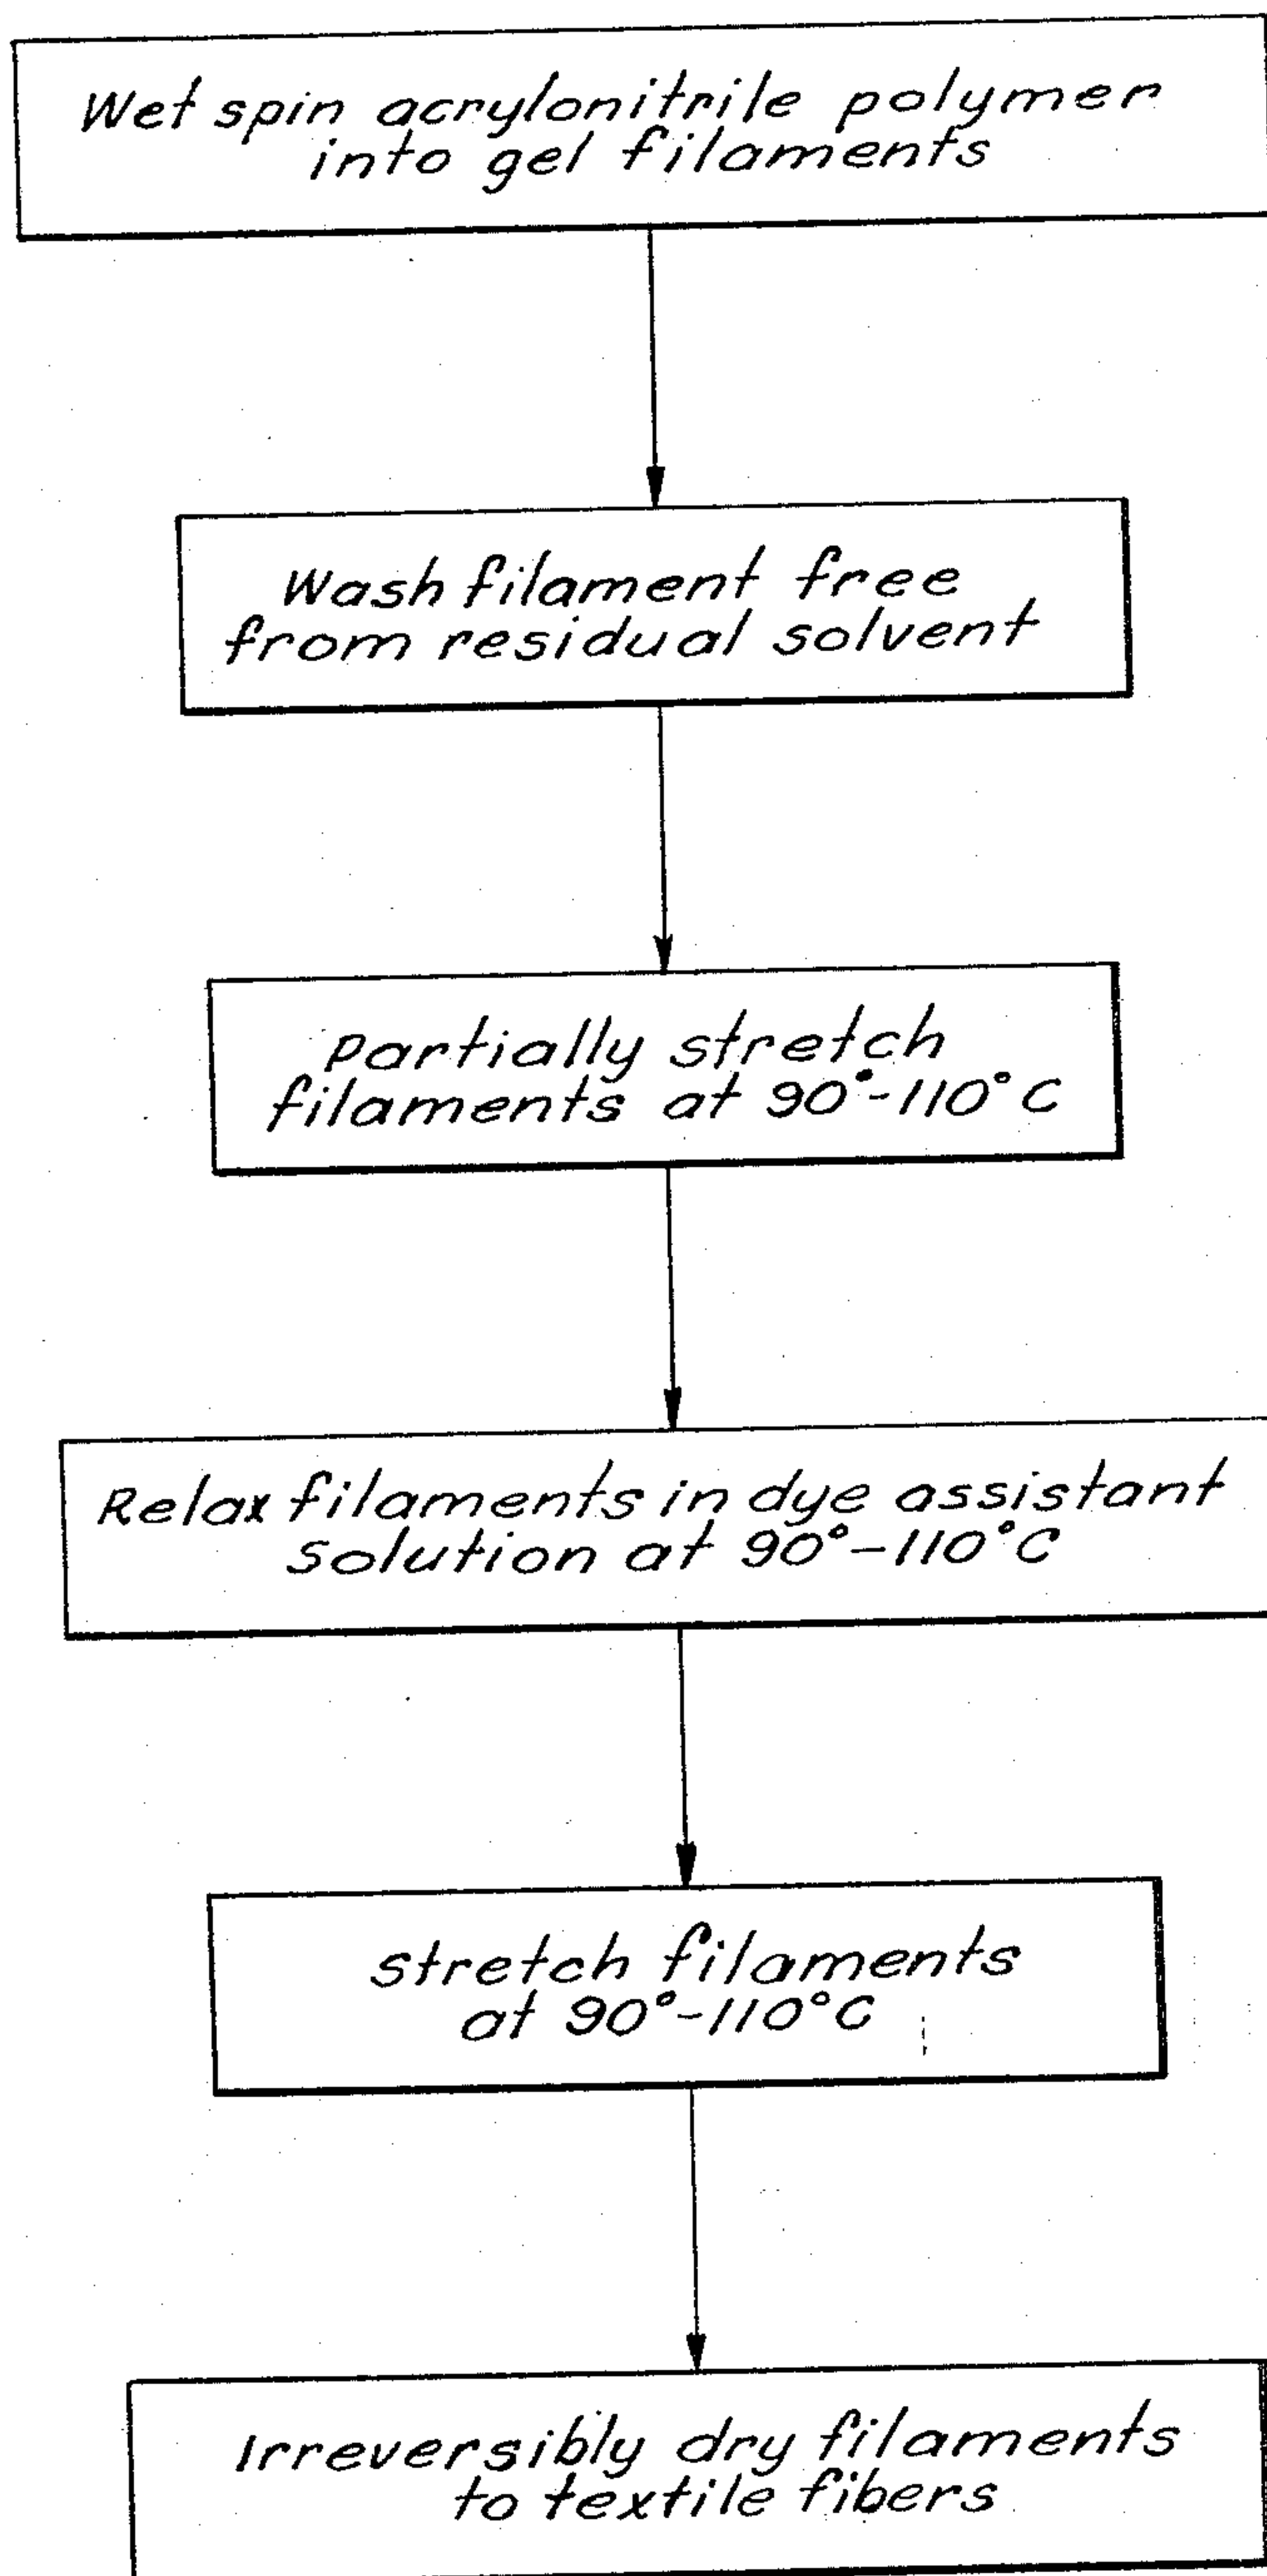 Wet spin acrylonitrile polymer
into gel filaments
Wash filament free
from residual solvent
Partially stretch
filaments at 90°-110°C
Relax filaments in dye assistant
solution at 90°-110°C
Stretch filaments
at 90°-110°C
Irreversibly dry filaments
to textile fibers